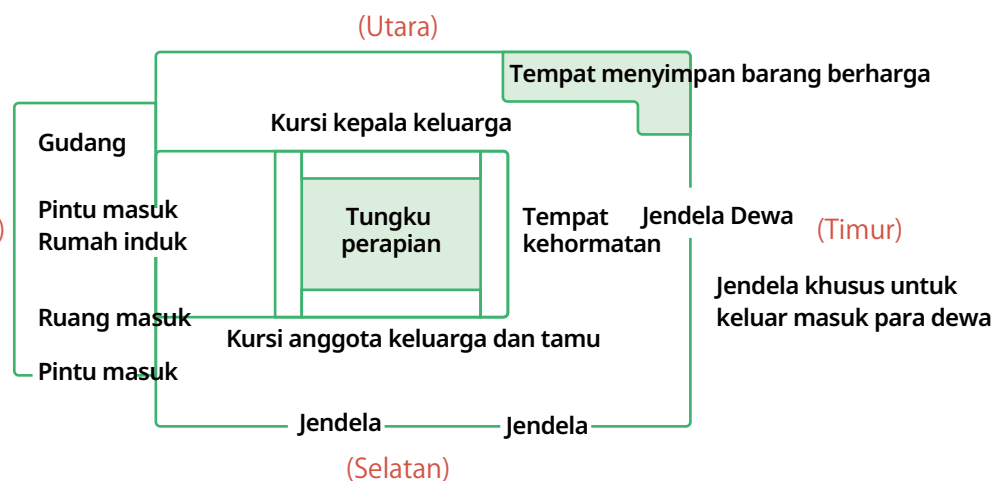 (Utara)
Tempat menyimpan barang berharga
Kursi kepala keluarga
Gudang
Pintu masuk
Rumah induk
Tungku
perapian
Tempat
kehormatan
Jendela Dewa
(Timur)
Jendela khusus untuk
keluar masuk para dewa
Ruang masuk
Kursi anggota keluarga dan tamu
Pintu masuk
Jendela
Jendela
(Selatan)